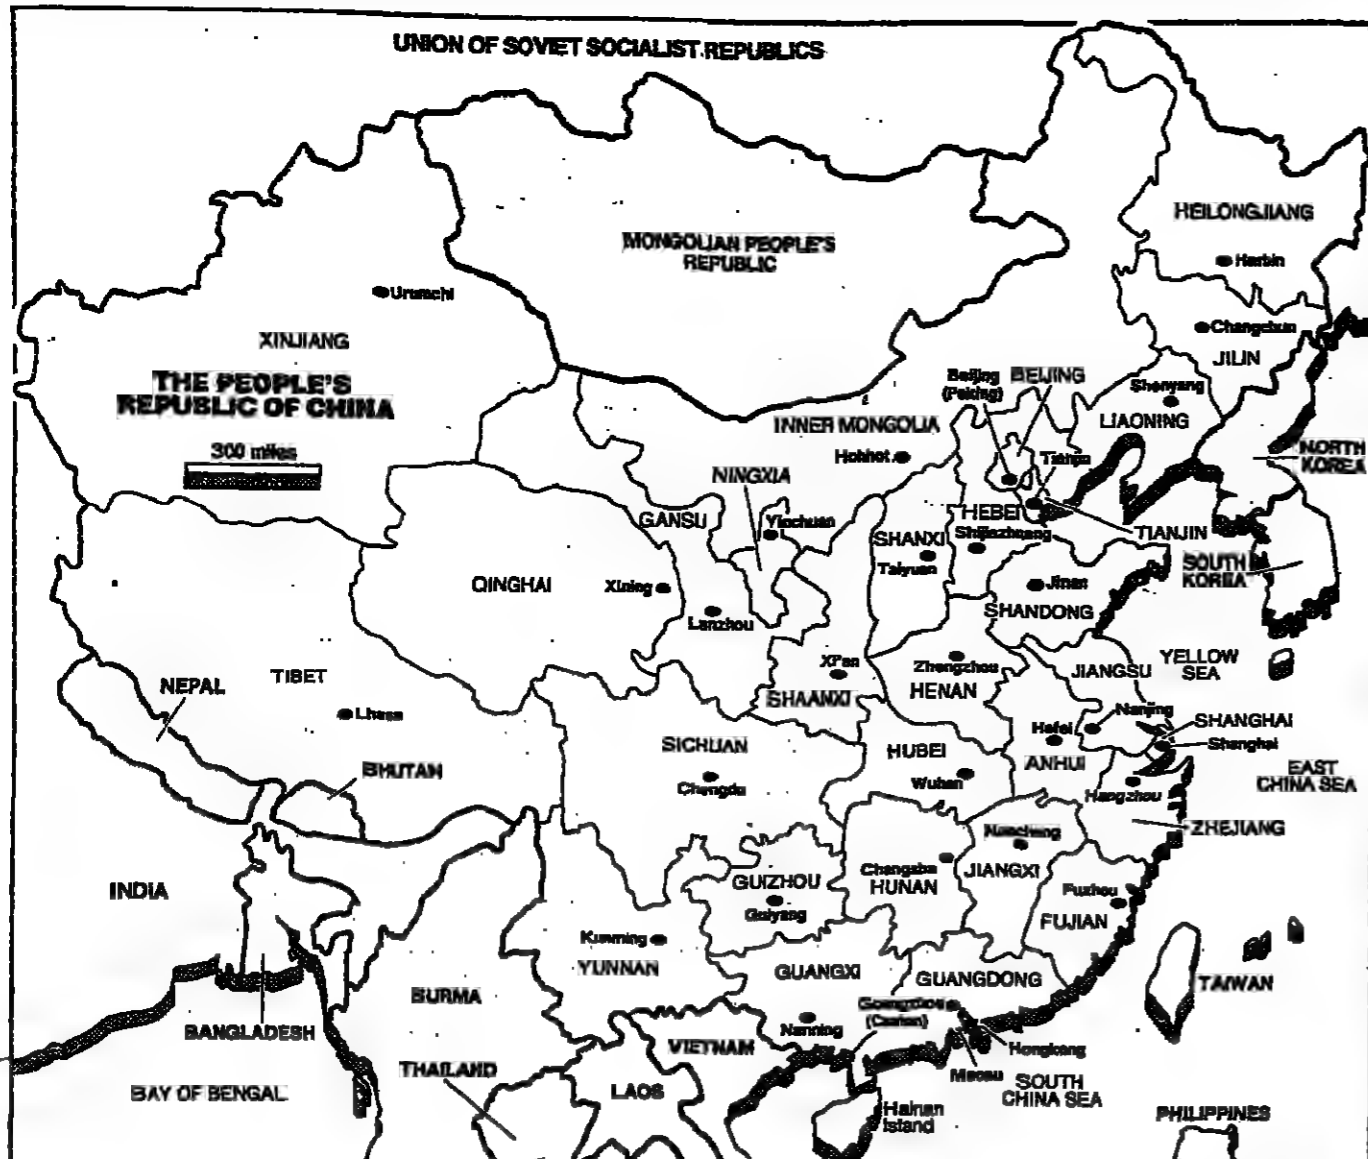 UNION OF SOVIET SOCIALIST REPUBLICS
HEILONGJIANG
MONGOLIAN PEOPLE'S
REPUBLIC
Harbin
Urumchi
Changchun
XINJIANG
JILIN
THE PEOPLE'S
REPUBLIC OF CHINA
Beijing
(Peking)
BEIJING
Shenyang
LIAONING
INNER MONGOLIA
300 miles
Hohhot
Tianjin
NORTH
KOREA
NINGXIA
GANSU
Yinchuan
HEBEI
SHANXI
Shijiazhuang
TIANJIN
Taiyuan
SOUTH
KOREA
QINGHAI
Xining
Jinan
Lanzhou
SHANDONG
YELLOW
SEA
Xi'an
Zhengzhou
JIANGSU
TIBET
NEPAL
SHAANXI
HENAN
Lhasa
Nanjing
SHANGHAI
Hefei
Shanghai
SICHUAN
HUBEI
ANHUI
BHUTAN
EAST
CHINA SEA
Chengdu
Wuhan
Hangzhou
ZHEJIANG
Nanchang
Changsha
HUNAN
JIANGXI
INDIA
GUIZHOU
Fuzhou
Guiyang
FUJIAN
Kunming
YUNNAN
GUANGXI
GUANGDONG
TAIWAN
BURMA
Guangzhou
(Canton)
Nanning
BANGLADESH
VIETNAM
Hongkong
THAILAND
Macau
SOUTH
CHINA SEA
BAY OF BENGAL
LAOS
Hainan
Island
PHILIPPINES